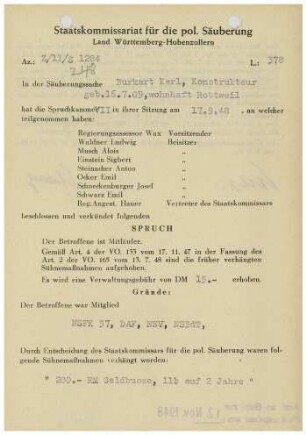 Staatskommissariat für die pol. Säuberung
Land Württemberg-Hohenzollern
Az.: Z/11/S 1284
L: 378
In der Säuberungssache Burkart Karl, Konstrukteur
geb.16.7.09, wohnhaft Rottweil
hat die Spruchkammer VII in ihrer Sitzung am 17.9.48, an welcher
teilgenommen haben:
Regierungsassessor Wax Vorsitzender
Waldner Ludwig Beisitzer
Musch Alois "
Einstein Sigbert "
Steinacher Anton "
Ocker Emil "
Schneckenburger Josef "
Schwarz Emil "
Reg.Angest. Hauer Vertreter des Staatskommissars
beschlossen und verkündet folgenden
SPRUCH
Der Betroffene ist Mitläufer.
Gemäß Art. 4 der VO. 133 vom 17. 11. 47 in der Fassung des
Art. 2 der VO. 165 vom 13. 7. 48 sind die früher verhängten
Sühnemaßnahmen aufgehoben.
Es wird eine Verwaltungsgebühr von DM 15.— erhoben.
Gründe:
Der Betroffene war Mitglied
DAF, NSV,
Durch Entscheidung des Staatskommissars für die pol. Säuberung waren fol-
gende Sühnemaßnahmen verhängt worden:
" 200.- RM Geldbusse, 11b auf 2 Jahre "
12. Nov. 1948